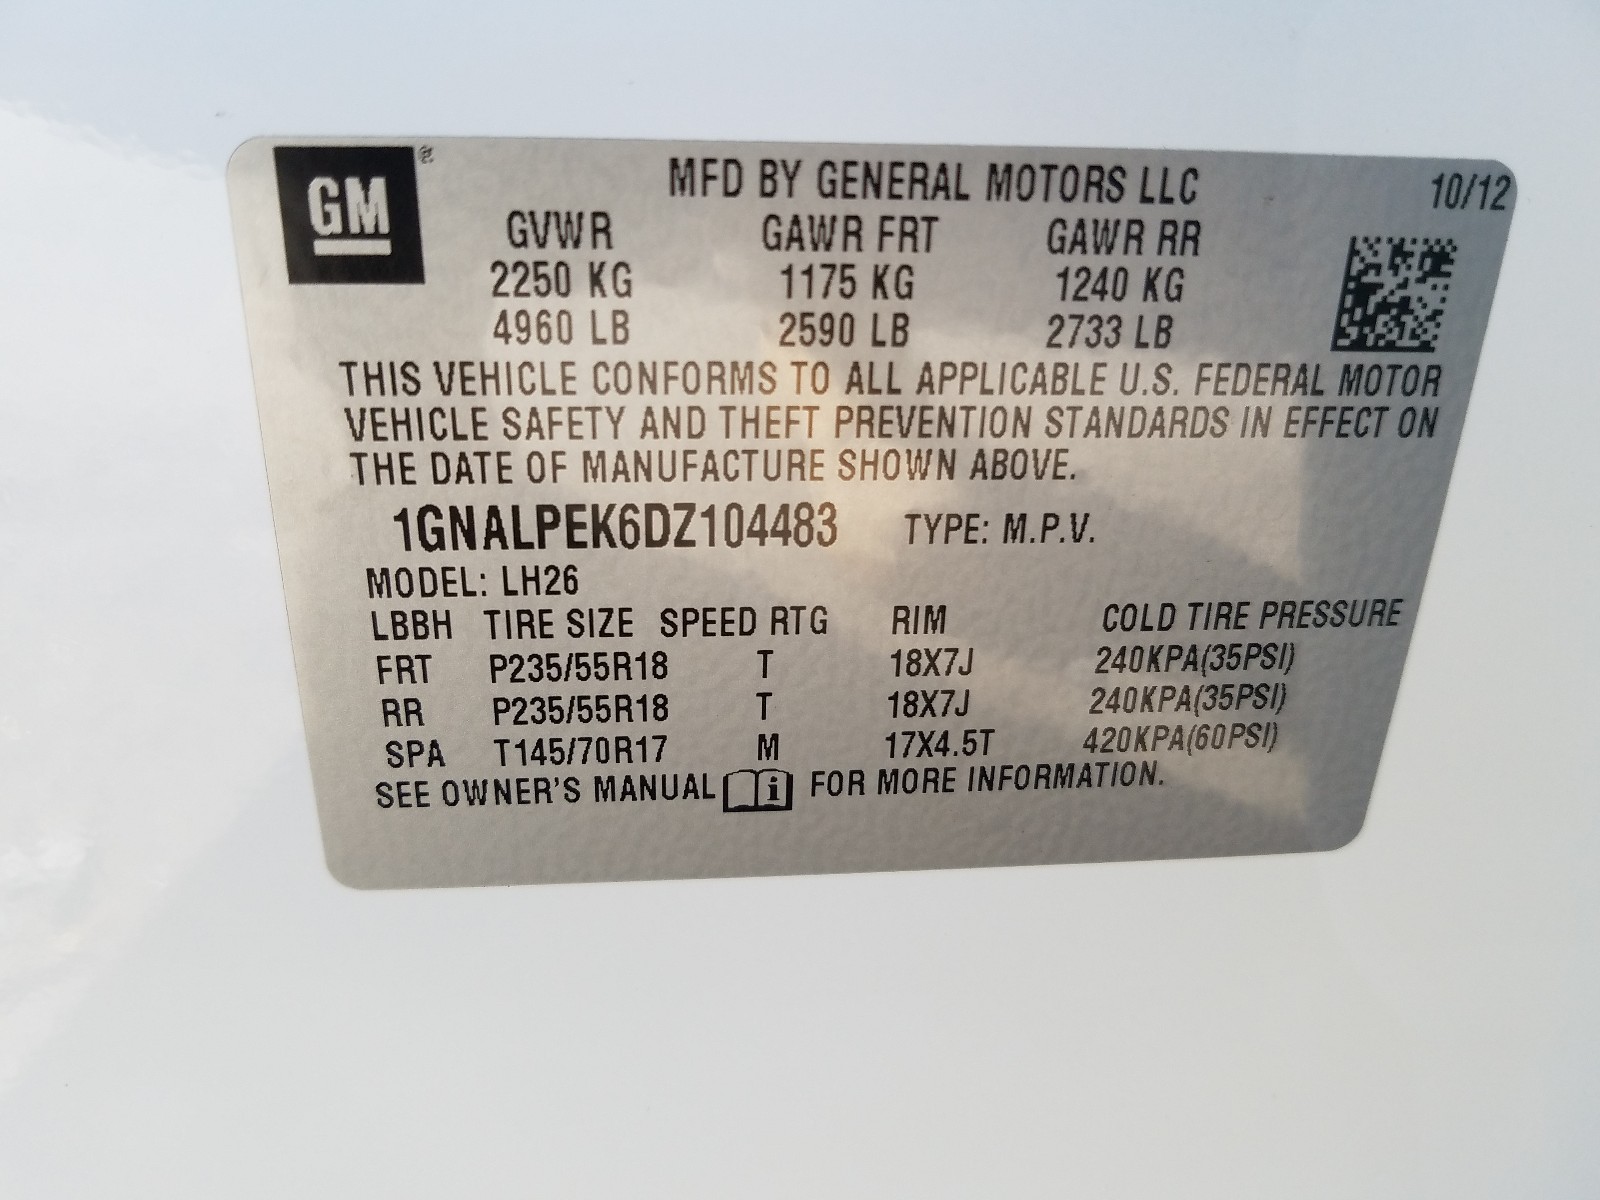 GM
MFD BY GENERAL MOTORS LLC 10/12
GVWR GAWR FRT GAWR RR
2250 KG 1175 KG 1240 KG
4960 LB 2590 LB 2733 LB
THIS VEHICLE CONFORMS TO ALL APPLICABLE U.S. FEDERAL MOTOR
VEHICLE SAFETY AND THEFT PREVENTION STANDARDS IN EFFECT ON
THE DATE OF MANUFACTURE SHOWN ABOVE.
1GNALPEK6DZ104483 TYPE: M.P.V.
MODEL: LH26
LBBH TIRE SIZE SPEED RTG RIM COLD TIRE PRESSURE
FRT P235/55R18 T 18X7J 240KPA(35PSI)
RR P235/55R18 T 18X7J 240KPA(35PSI)
SPA T145/70R17 M 17X4.5T 420KPA(60PSI)
SEE OWNER'S MANUAL i FOR MORE INFORMATION.